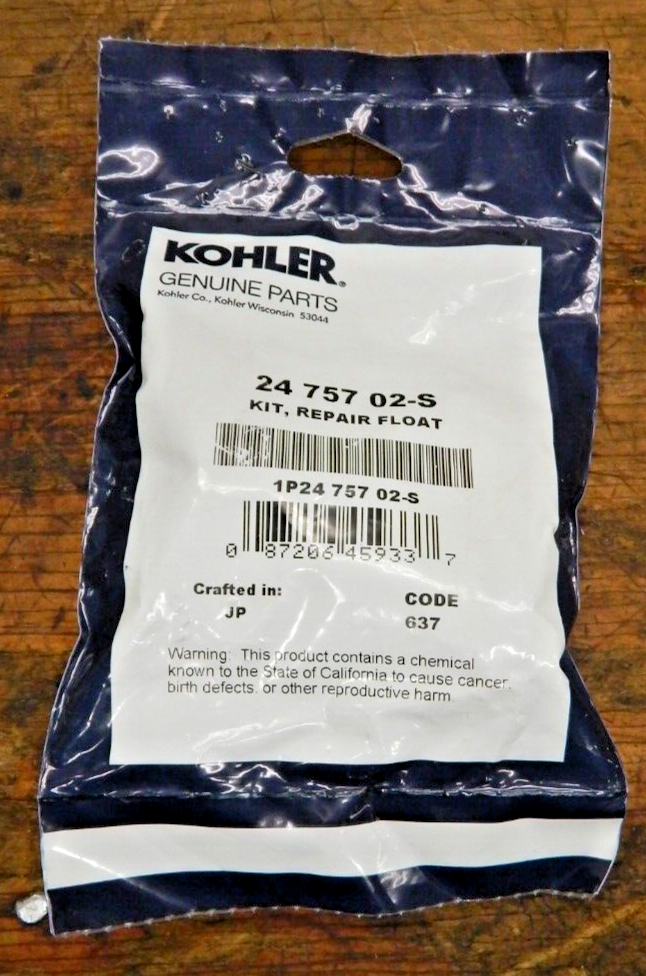 KOHLER®
GENUINE PARTS
Kohler Co., Kohler Wisconsin 53044
24 757 02-S
KIT, REPAIR FLOAT
1P24 757 02-S
0 87206 45933 7
Crafted in: CODE
JP 637
Warning: This product contains a chemical
known to the State of California to cause cancer,
birth defects, or other reproductive harm.